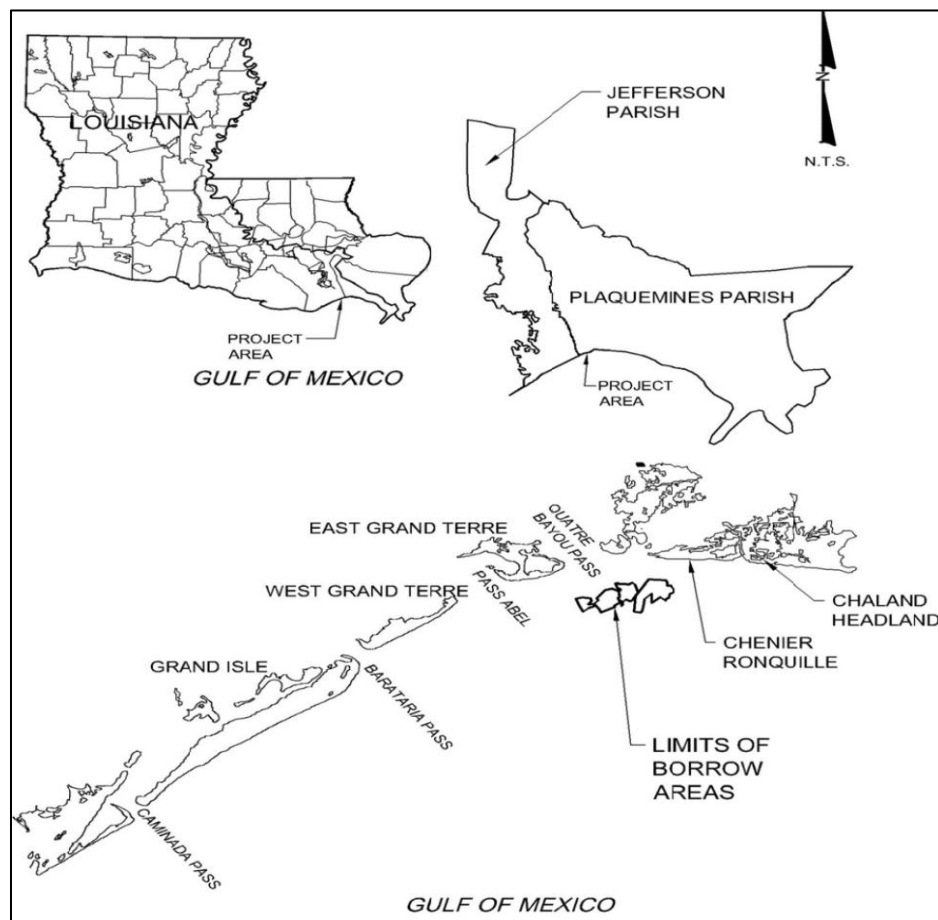 LOUISIANA
PROJECT
AREA
GULF OF MEXICO
JEFFERSON
PARISH
N
N.T.S.
PLAQUEMINES PARISH
PROJECT
AREA
EAST GRAND TERRE
QUATRE
BAYOU PASS
WEST GRAND TERRE
PASS ABEL
CHALAND
HEADLAND
CHENIER
RONQUILLE
GRAND ISLE
BARATARIA PASS
LIMITS OF
BORROW
AREAS
CAMINADA PASS
GULF OF MEXICO